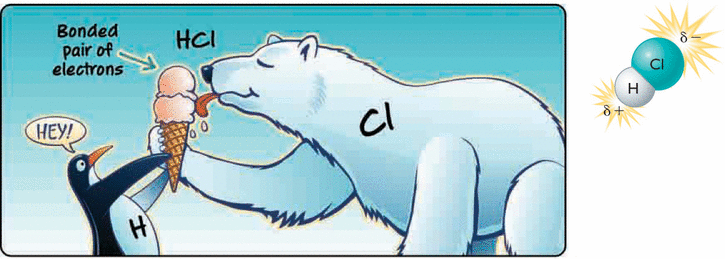 Bonded
pair of
electrons
HCl
HEY!
H
Cl
δ−
Cl
H
δ+